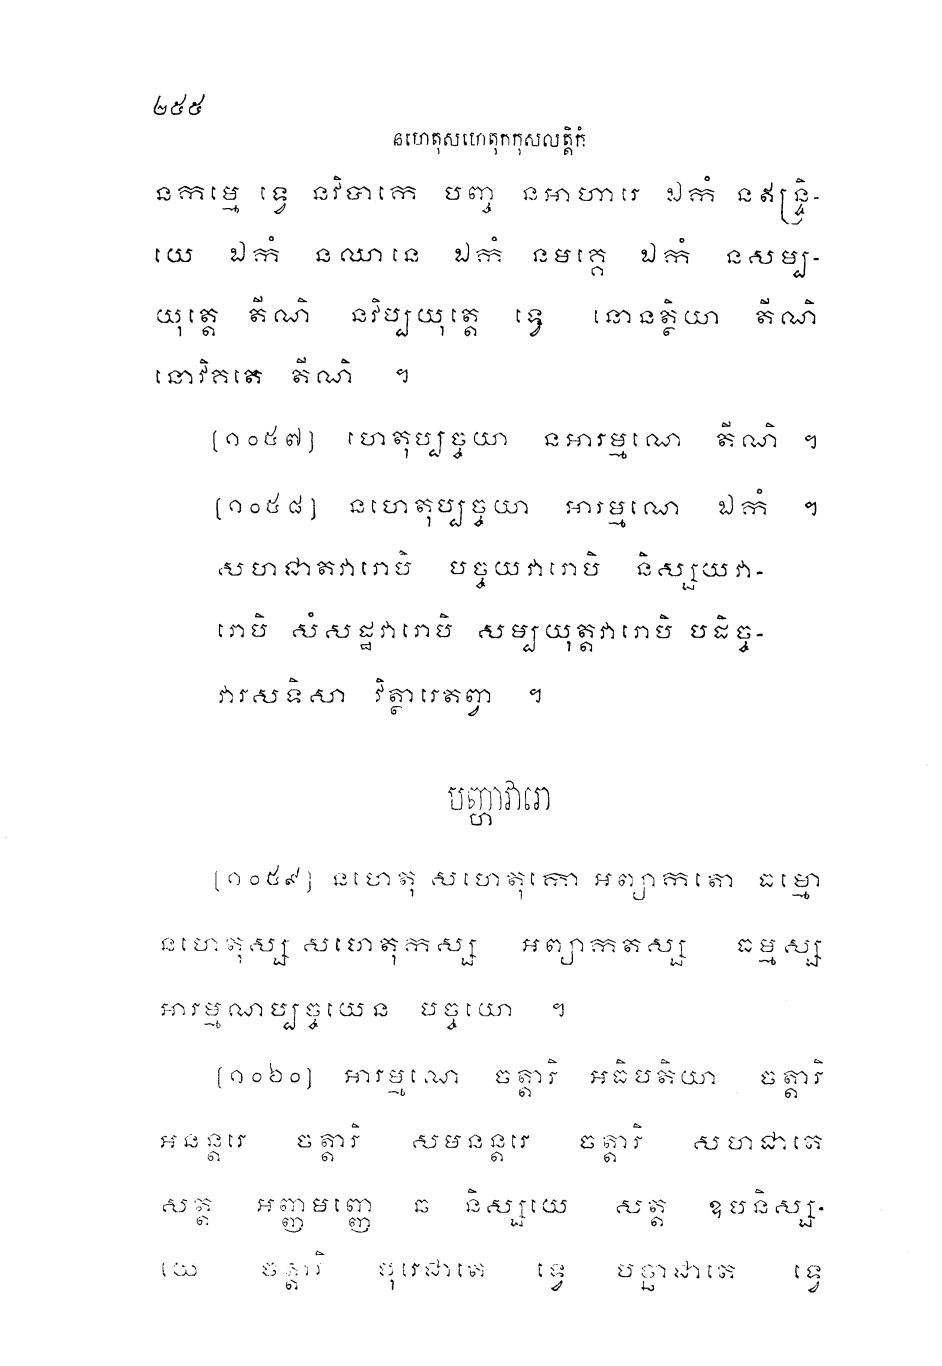 ២៥៥
នហេតុសហេតុកកុសលត្តិកំ
នកម្មេ ទ្វេ នវិបាកេ បញ្ច នអាហារេ ឯកំ នឥន្ទ្រិ-
យេ ឯកំ នឈានេ ឯកំ នមគ្គេ ឯកំ នសម្ប-
យុត្តេ តីណិ នវិប្បយុត្តេ ទ្វេ នោនត្ថិយា តីណិ
នោវិគតេ តីណិ ។
[១០៥៧] ហេតុប្បច្ចយា នអារម្មណេ តីណិ ។
[១០៥៨] នហេតុប្បច្ចយា អារម្មណេ ឯកំ ។
សហជាតវារោបិ បច្ចយវារោបិ និស្សយវា-
រោបិ សំសដ្ឋវារោបិ សម្បយុត្តវារោបិ បដិច្ច-
វារសទិសា វិត្ថារេតព្វា ។
បញ្ហាវារោ
[១០៥៩] នហេតុ សហេតុកោ អព្យាកតោ ធម្មោ
នហេតុស្ស សហេតុកស្ស អព្យាកតស្ស ធម្មស្ស
អារម្មណប្បច្ចយេន បច្ចយោ ។
[១០៦០] អារម្មណេ ចត្តារិ អធិបតិយា ចត្តារិ
អនន្តរេ ចត្តារិ សមនន្តរេ ចត្តារិ សហជាតេ
សត្ត អញ្ញមញ្ញេ ឆ និស្សយេ សត្ត ឧបនិស្ស-
យេ ចត្តារិ បុរេជាតេ ទ្វេ បច្ឆាជាតេ ទ្វេ